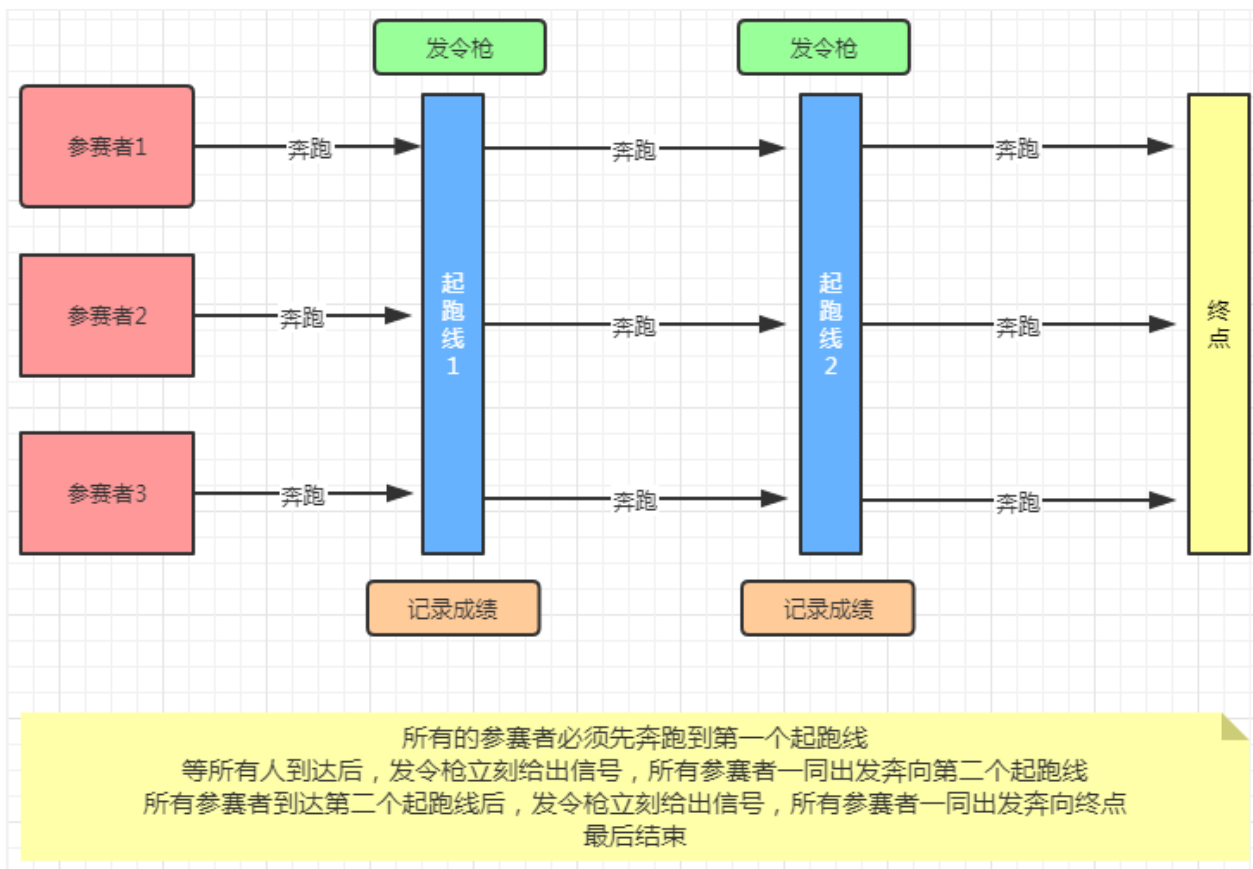 发令枪
发令枪
参赛者1
奔跑
奔跑
奔跑
参赛者2
奔跑
起跑线1
奔跑
起跑线2
奔跑
终点
参赛者3
奔跑
奔跑
奔跑
记录成绩
记录成绩
所有的参赛者必须先奔跑到第一个起跑线
等所有人到达后，发令枪立刻给出信号，所有参赛者一同出发奔向第二个起跑线
所有参赛者到达第二个起跑线后，发令枪立刻给出信号，所有参赛者一同出发奔向终点
最后结束